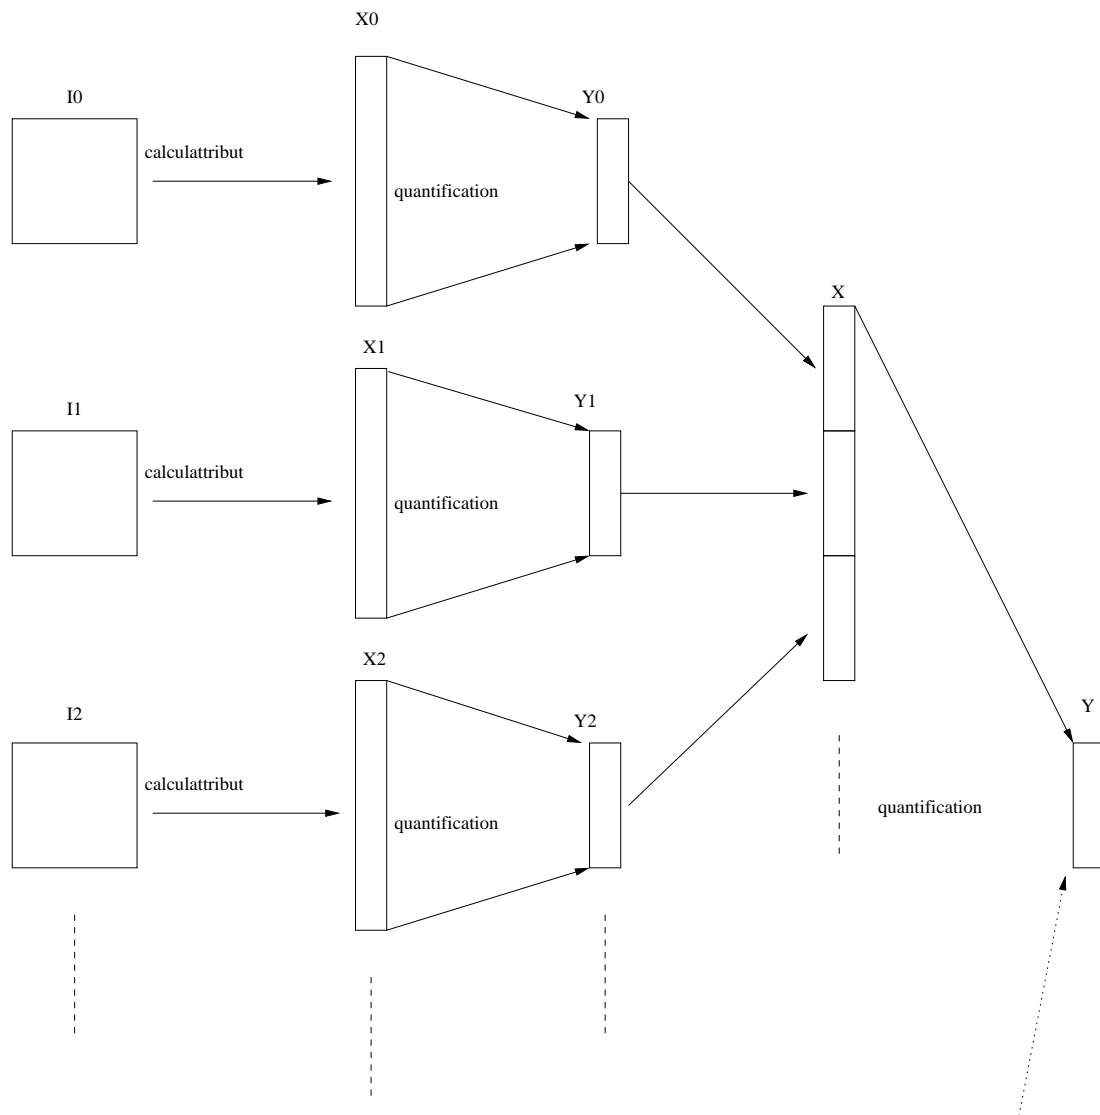 X0
I0
Y0
calculattribut
quantification
X
X1
Y1
I1
calculattribut
quantification
X2
I2
Y2
Y
calculattribut
quantification
quantification